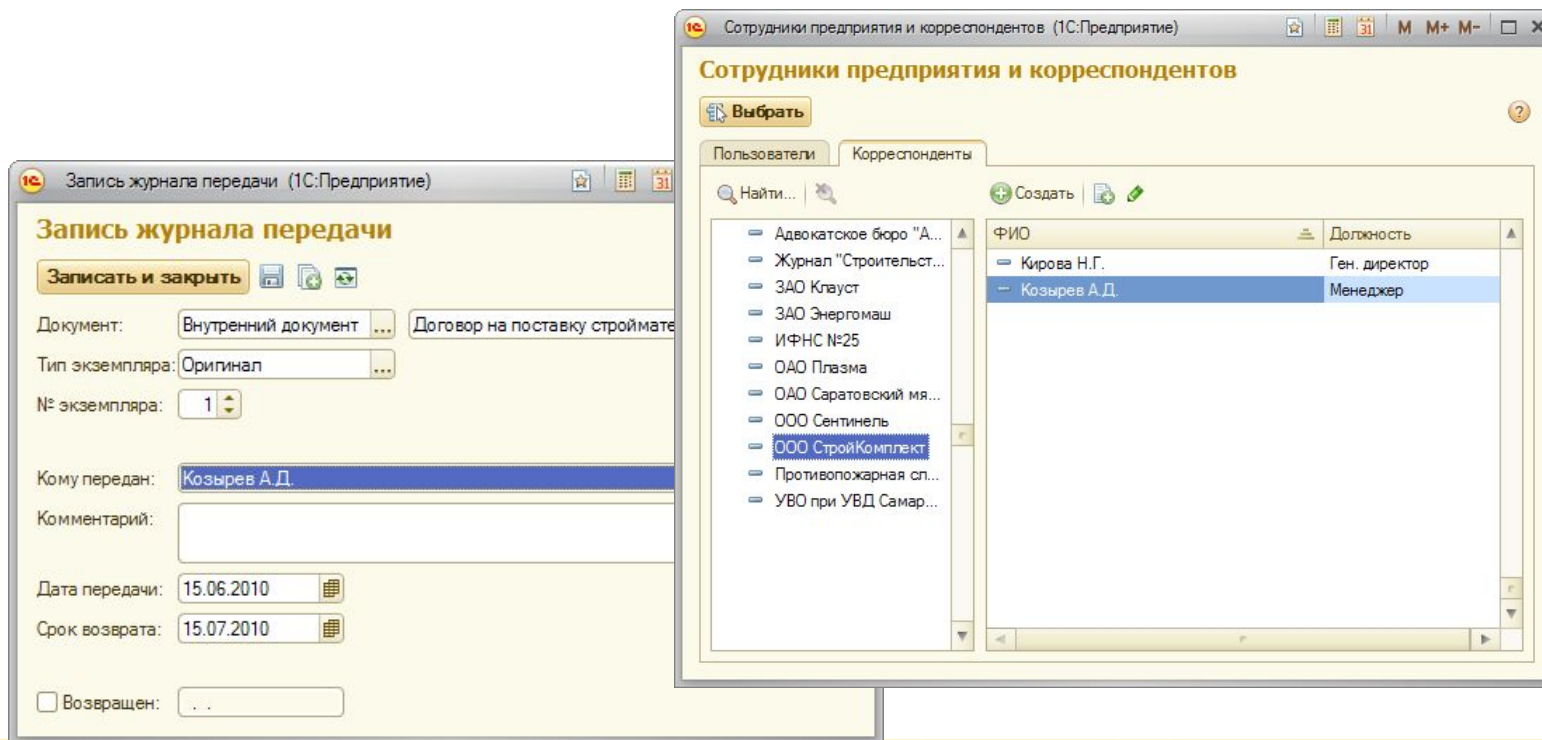 Сотрудники предприятия и корреспондентов (1С:Предприятие)
31 M M+ M-
Сотрудники предприятия и корреспондентов
Выбрать
Пользователи Корреспонденты
Найти... Создать
Адвокатское бюро "А...
Журнал "Строительст...
ЗАО Клауст
ЗАО Энергомаш
ИФНС №25
ОАО Плазма
ОАО Саратовский мя...
ООО Сентинель
ООО СтройКомплект
Противопожарная сл...
УВО при УВД Самар...
ФИО Должность
Кирова Н.Г. Ген. директор
Козырев А.Д. Менеджер
Запись журнала передачи (1С:Предприятие)
31
Запись журнала передачи
Записать и закрыть
Документ: Внутренний документ ... Договор на поставку строймате
Тип экземпляра: Оригинал ...
№ экземпляра: 1
Кому передан: Козырев А.Д.
Комментарий:
Дата передачи: 15.06.2010
Срок возврата: 15.07.2010
Возвращен: . .